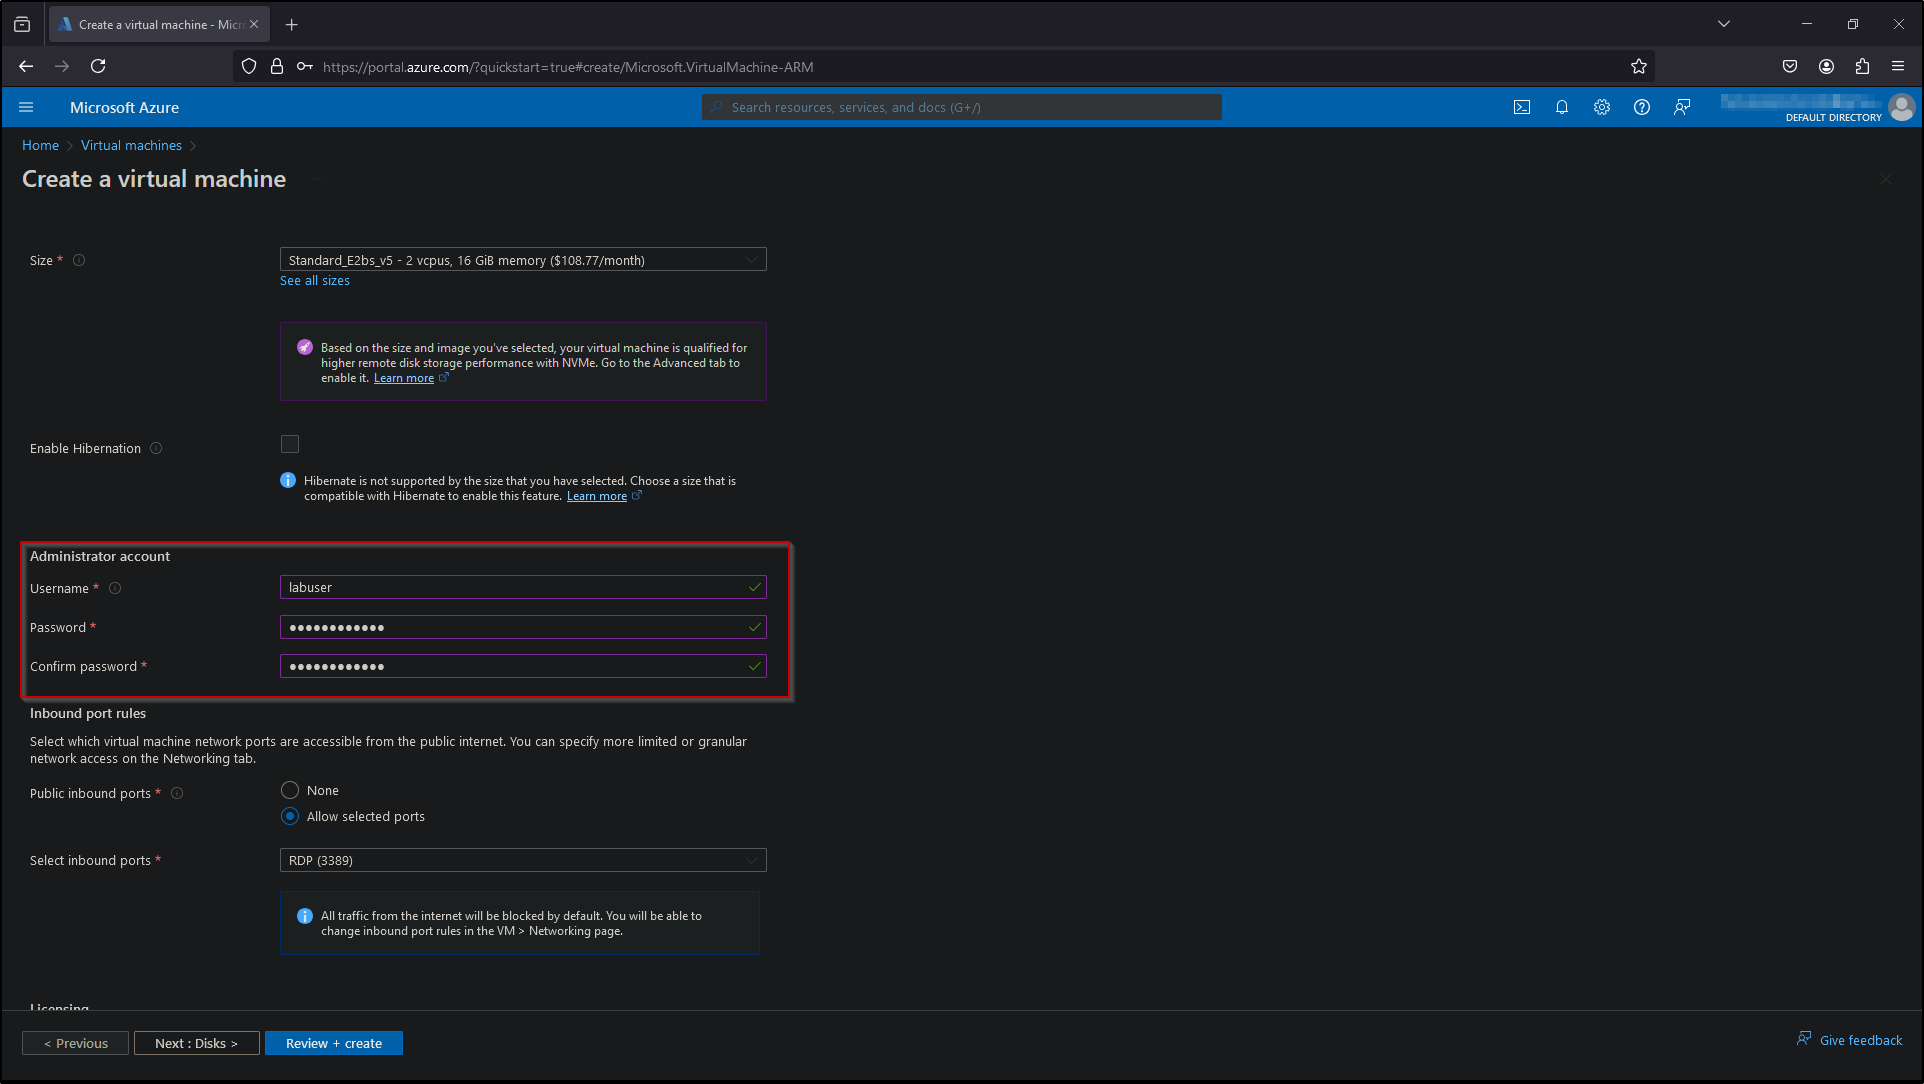 Create a virtual machine - Micr
https://portal.azure.com/?quickstart=true#create/Microsoft.VirtualMachine-ARM
Microsoft Azure
Search resources, services, and docs (G+/)
DEFAULT DIRECTORY
Home > Virtual machines >
Create a virtual machine ...
Size *
Standard_E2bs_v5 - 2 vcpus, 16 GiB memory ($108.77/month)
See all sizes
Based on the size and image you've selected, your virtual machine is qualified for
higher remote disk storage performance with NVMe. Go to the Advanced tab to
enable it. Learn more
Enable Hibernation
Hibernate is not supported by the size that you have selected. Choose a size that is
compatible with Hibernate to enable this feature. Learn more
Administrator account
Username *
labuser
Password *
●●●●●●●●●●●●
Confirm password *
●●●●●●●●●●●●
Inbound port rules
Select which virtual machine network ports are accessible from the public internet. You can specify more limited or granular
network access on the Networking tab.
Public inbound ports *
None
Allow selected ports
Select inbound ports *
RDP (3389)
All traffic from the internet will be blocked by default. You will be able to
change inbound port rules in the VM > Networking page.
Licensing
< Previous
Next : Disks >
Review + create
Give feedback